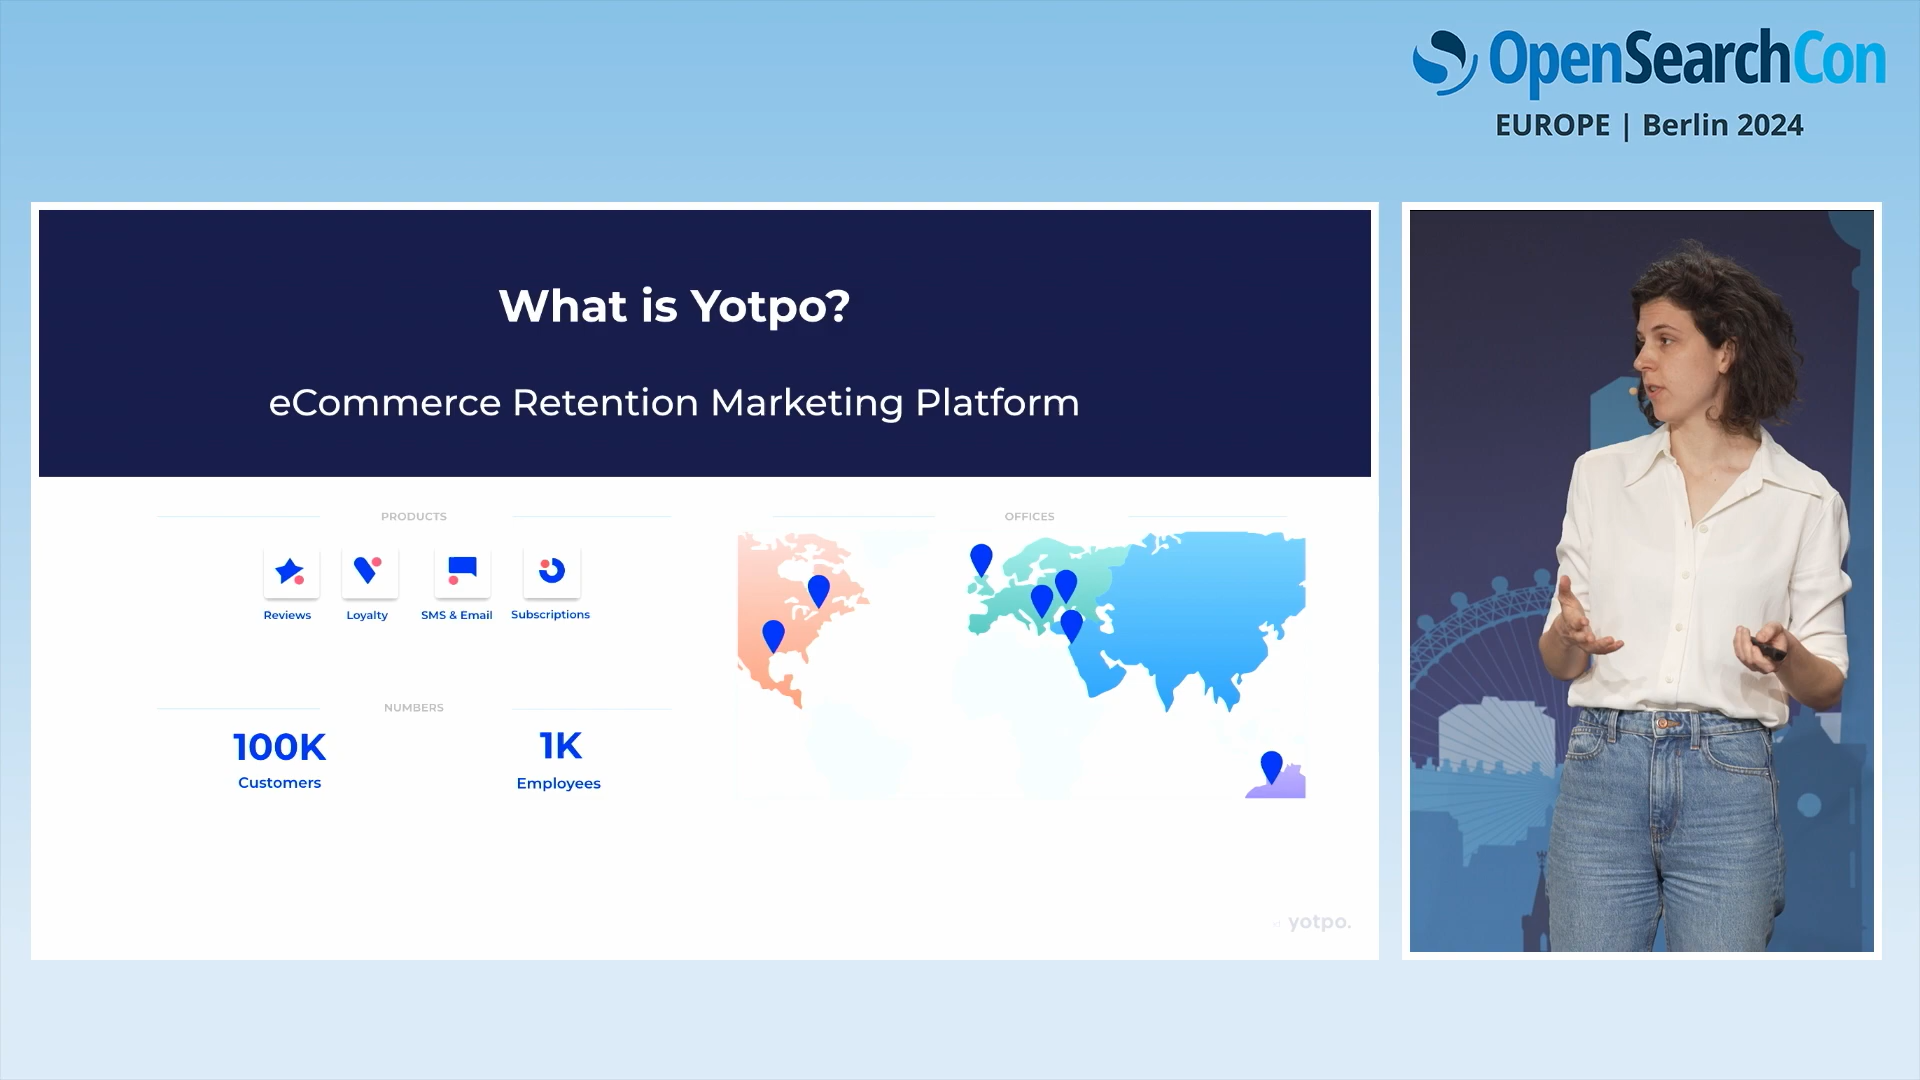 OpenSearchCon
EUROPE | Berlin 2024
What is Yotpo?
eCommerce Retention Marketing Platform
PRODUCTS
Reviews Loyalty SMS & Email Subscriptions
NUMBERS
100K 1K
Customers Employees
OFFICES
yotpo.